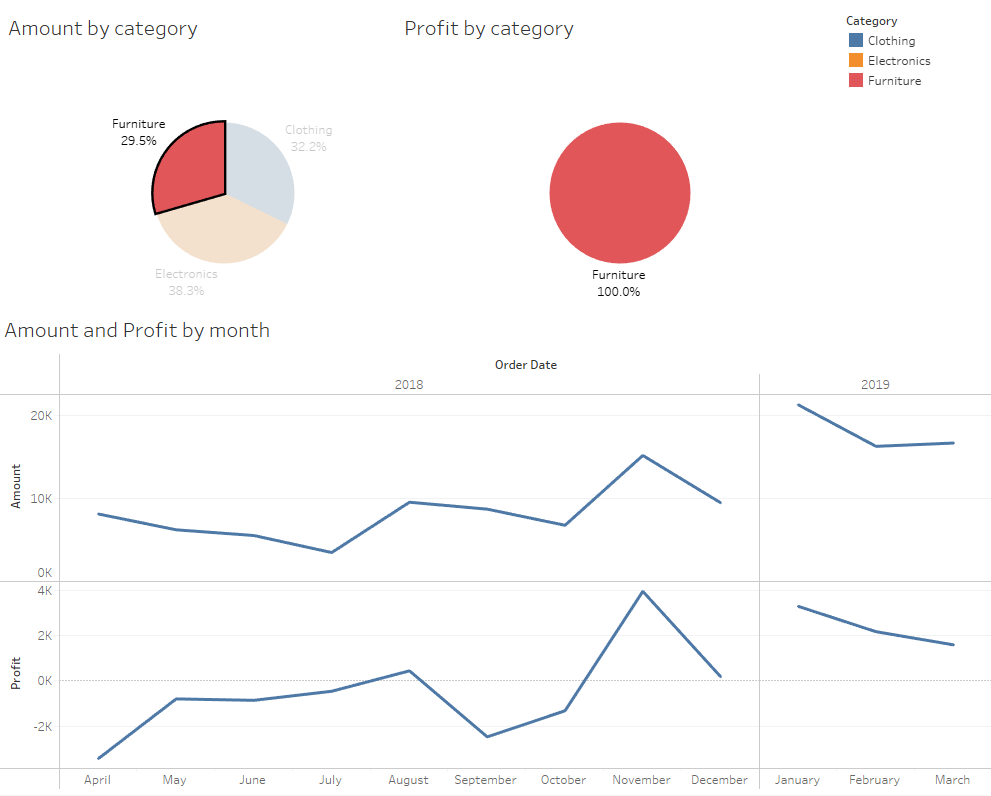 Amount by category
Profit by category
Category
Clothing
Electronics
Furniture
Furniture
29.5%
Clothing
32.2%
Electronics
38.3%
Furniture
100.0%
Amount and Profit by month
Order Date
2018
2019
Amount
20K
10K
0K
Profit
4K
2K
0K
-2K
April
May
June
July
August
September
October
November
December
January
February
March